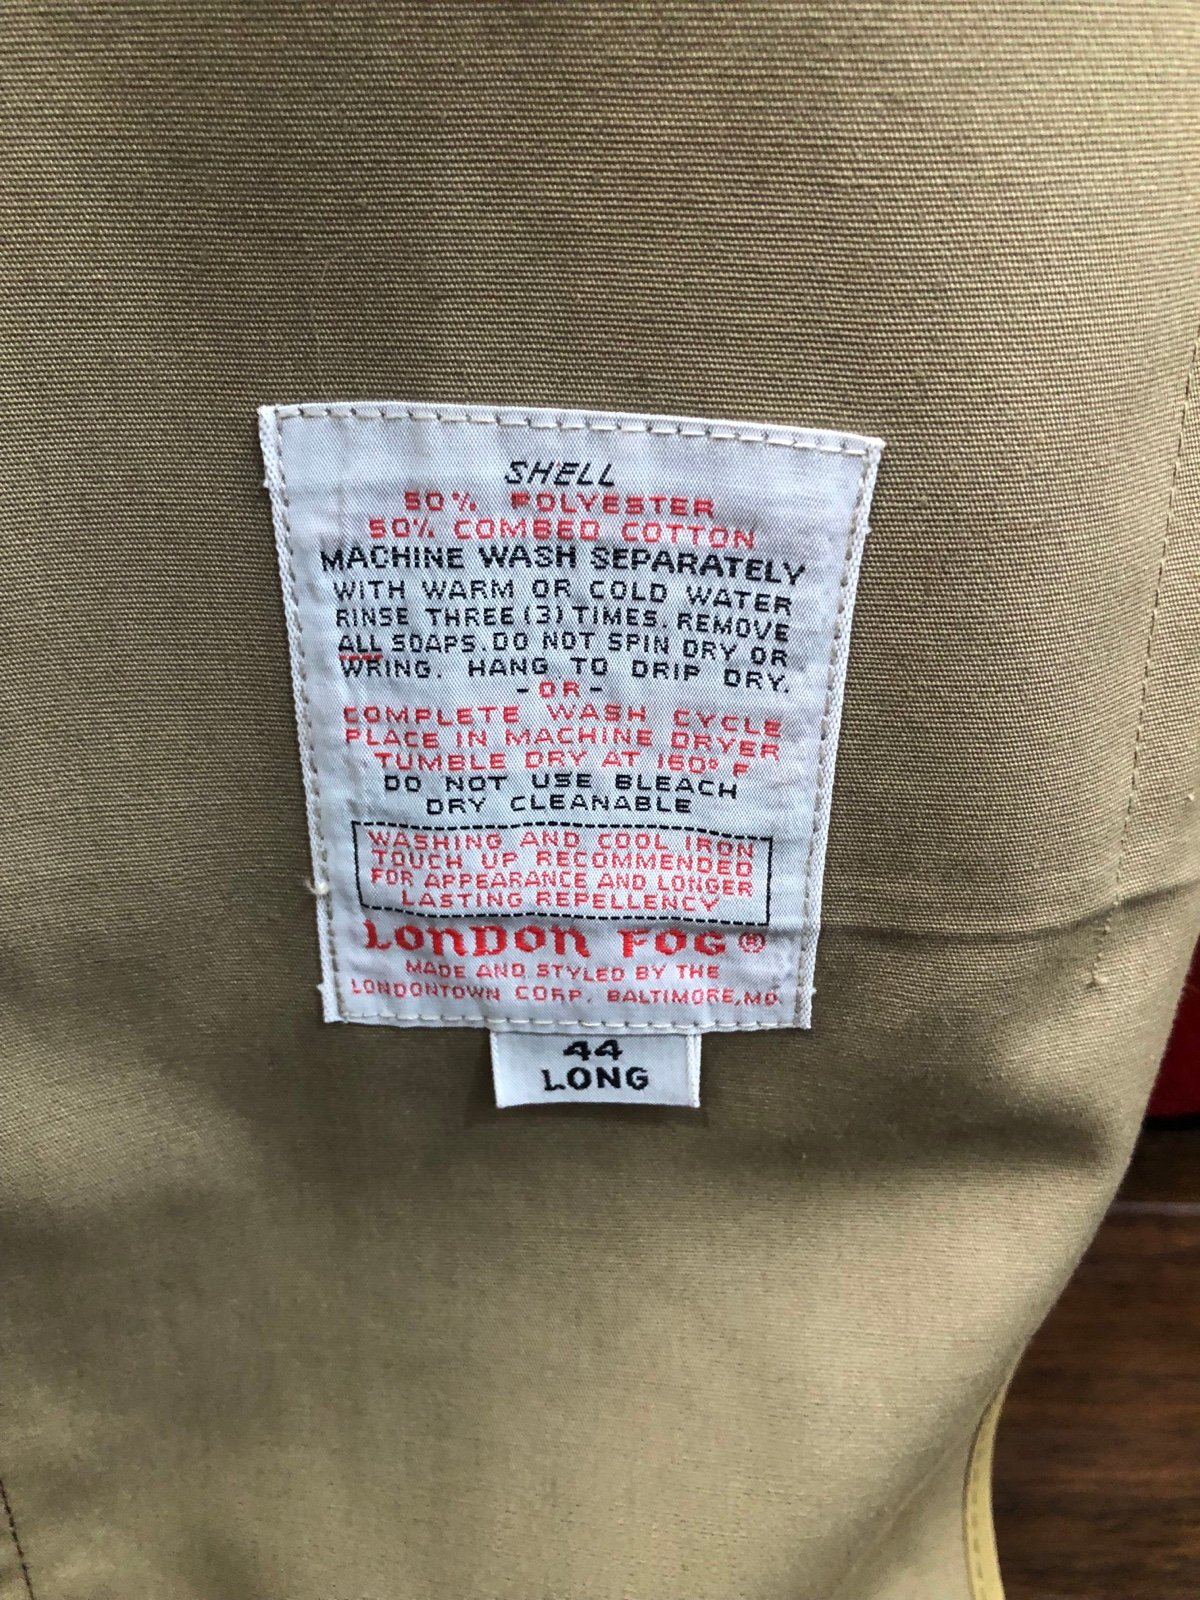 SHELL
50% POLYESTER
50% COMBED COTTON
MACHINE WASH SEPARATELY
WITH WARM OR COLD WATER
RINSE THREE (3) TIMES. REMOVE
ALL SOAPS. DO NOT SPIN DRY OR
WRING. HANG TO DRIP DRY.
- OR -
COMPLETE WASH CYCLE
PLACE IN MACHINE DRYER
TUMBLE DRY AT 160° F
DO NOT USE BLEACH
DRY CLEANABLE
WASHING AND COOL IRON
TOUCH UP RECOMMENDED
FOR APPEARANCE AND LONGER
LASTING REPELLENCY
LONDON FOG ®
MADE AND STYLED BY THE
LONDONTOWN CORP. BALTIMORE, MD.
44
LONG